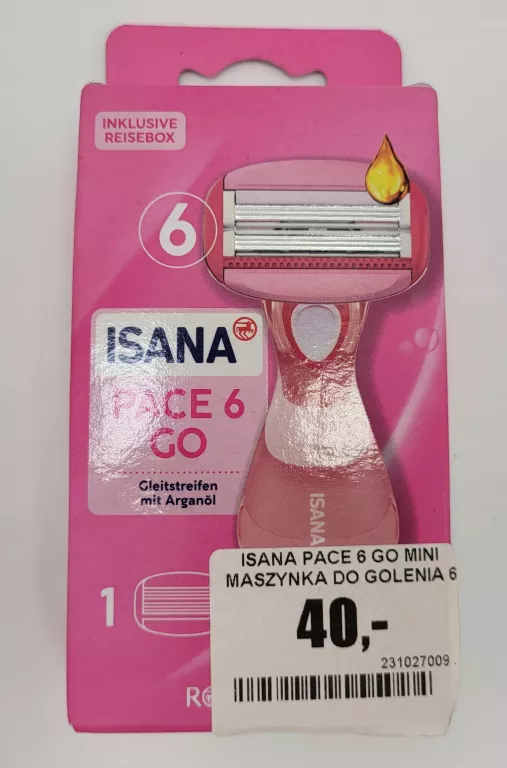 INKLUSIVE
REISEBOX
6
ISANA
PACE 6
GO
Gleitstreifen
mit Arganöl
ISANA
1
ISANA PACE 6 GO MINI
MASZYNKA DO GOLENIA 6
40,-
231027009